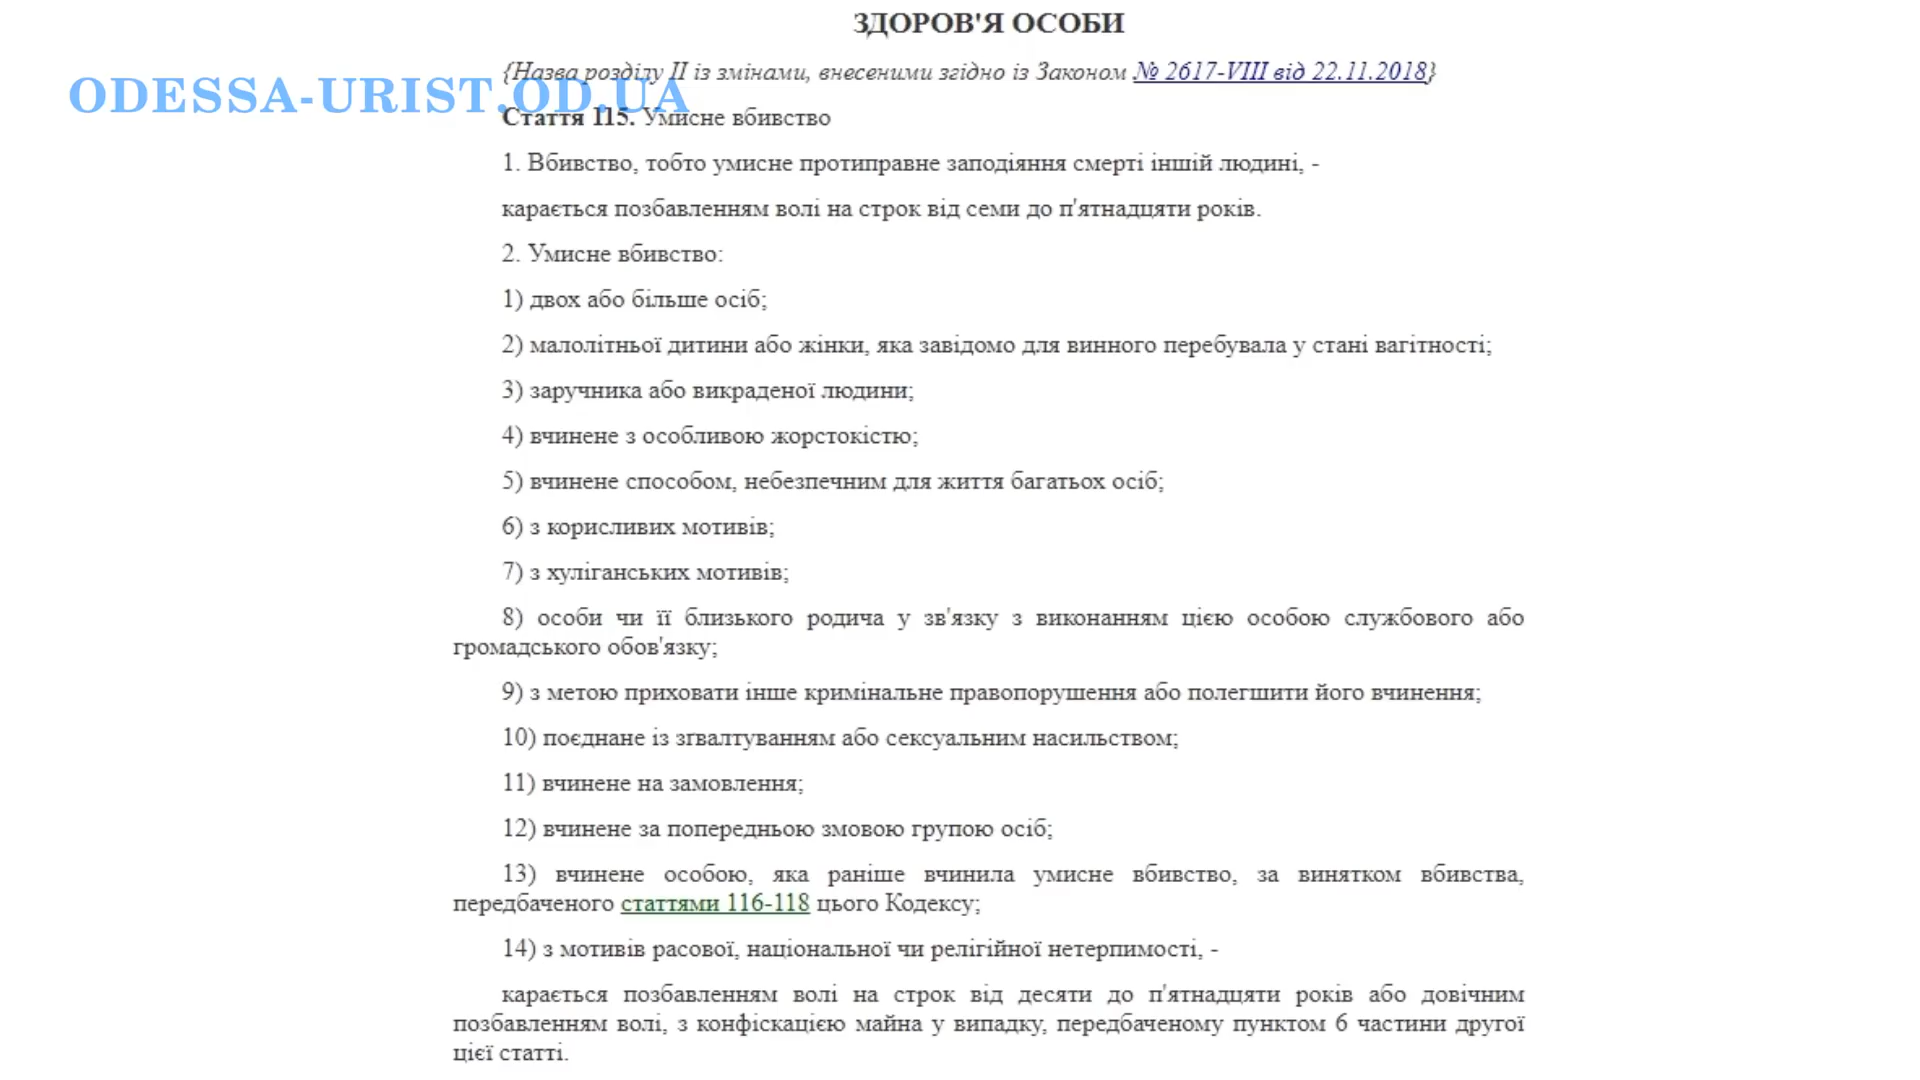 ЗДОРОВ'Я ОСОБИ
{Назва розділу II із змінами, внесеними згідно із Законом № 2617-VIII від 22.11.2018}
ODESSA-URIST.OD.UA
Стаття 115. Умисне вбивство
1. Вбивство, тобто умисне протиправне заподіяння смерті іншій людині, -
карається позбавленням волі на строк від семи до п'ятнадцяти років.
2. Умисне вбивство:
1) двох або більше осіб;
2) малолітньої дитини або жінки, яка завідомо для винного перебувала у стані вагітності;
3) заручника або викраденої людини;
4) вчинене з особливою жорстокістю;
5) вчинене способом, небезпечним для життя багатьох осіб;
6) з корисливих мотивів;
7) з хуліганських мотивів;
8) особи чи її близького родича у зв'язку з виконанням цією особою службового або
громадського обов'язку;
9) з метою приховати інше кримінальне правопорушення або полегшити його вчинення;
10) поєднане із зґвалтуванням або сексуальним насильством;
11) вчинене на замовлення;
12) вчинене за попередньою змовою групою осіб;
13) вчинене особою, яка раніше вчинила умисне вбивство, за винятком вбивства,
передбаченого статтями 116-118 цього Кодексу;
14) з мотивів расової, національної чи релігійної нетерпимості, -
карається позбавленням волі на строк від десяти до п'ятнадцяти років або довічним
позбавленням волі, з конфіскацією майна у випадку, передбаченому пунктом 6 частини другої
цієї статті.